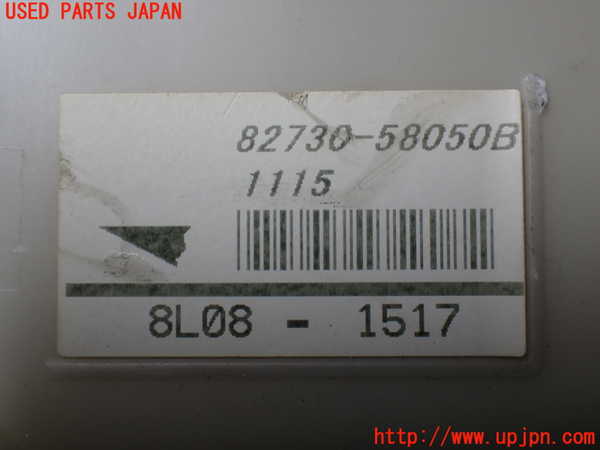 USED PARTS JAPAN
82730-58050B
1115
8L08 - 1517
http://www.upjpn.com/